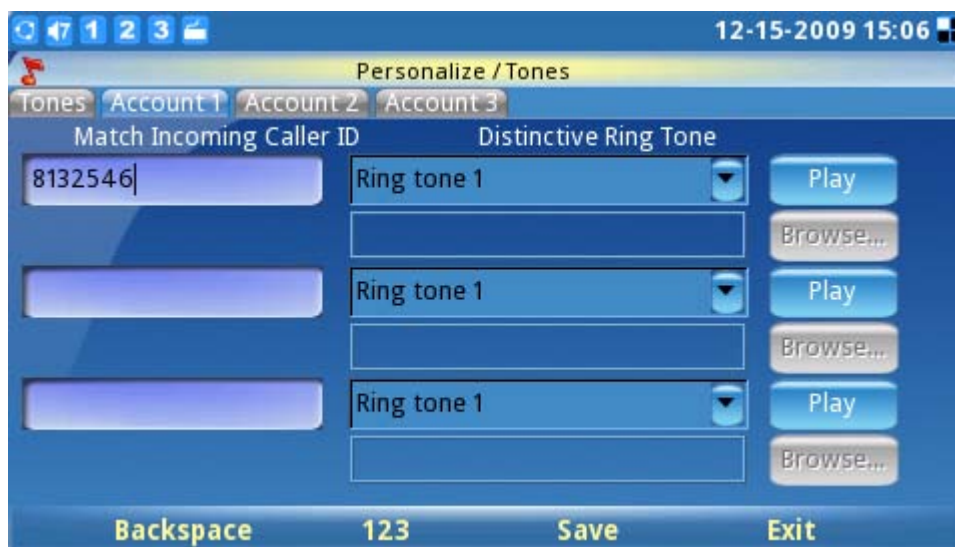 7 1 2 3 12-15-2009 15:06
Personalize / Tones
Tones Account 1 Account 2 Account 3
Match Incoming Caller ID Distinctive Ring Tone
8132546 Ring tone 1 Play
Browse...
Ring tone 1 Play
Browse...
Ring tone 1 Play
Browse...
Backspace 123 Save Exit